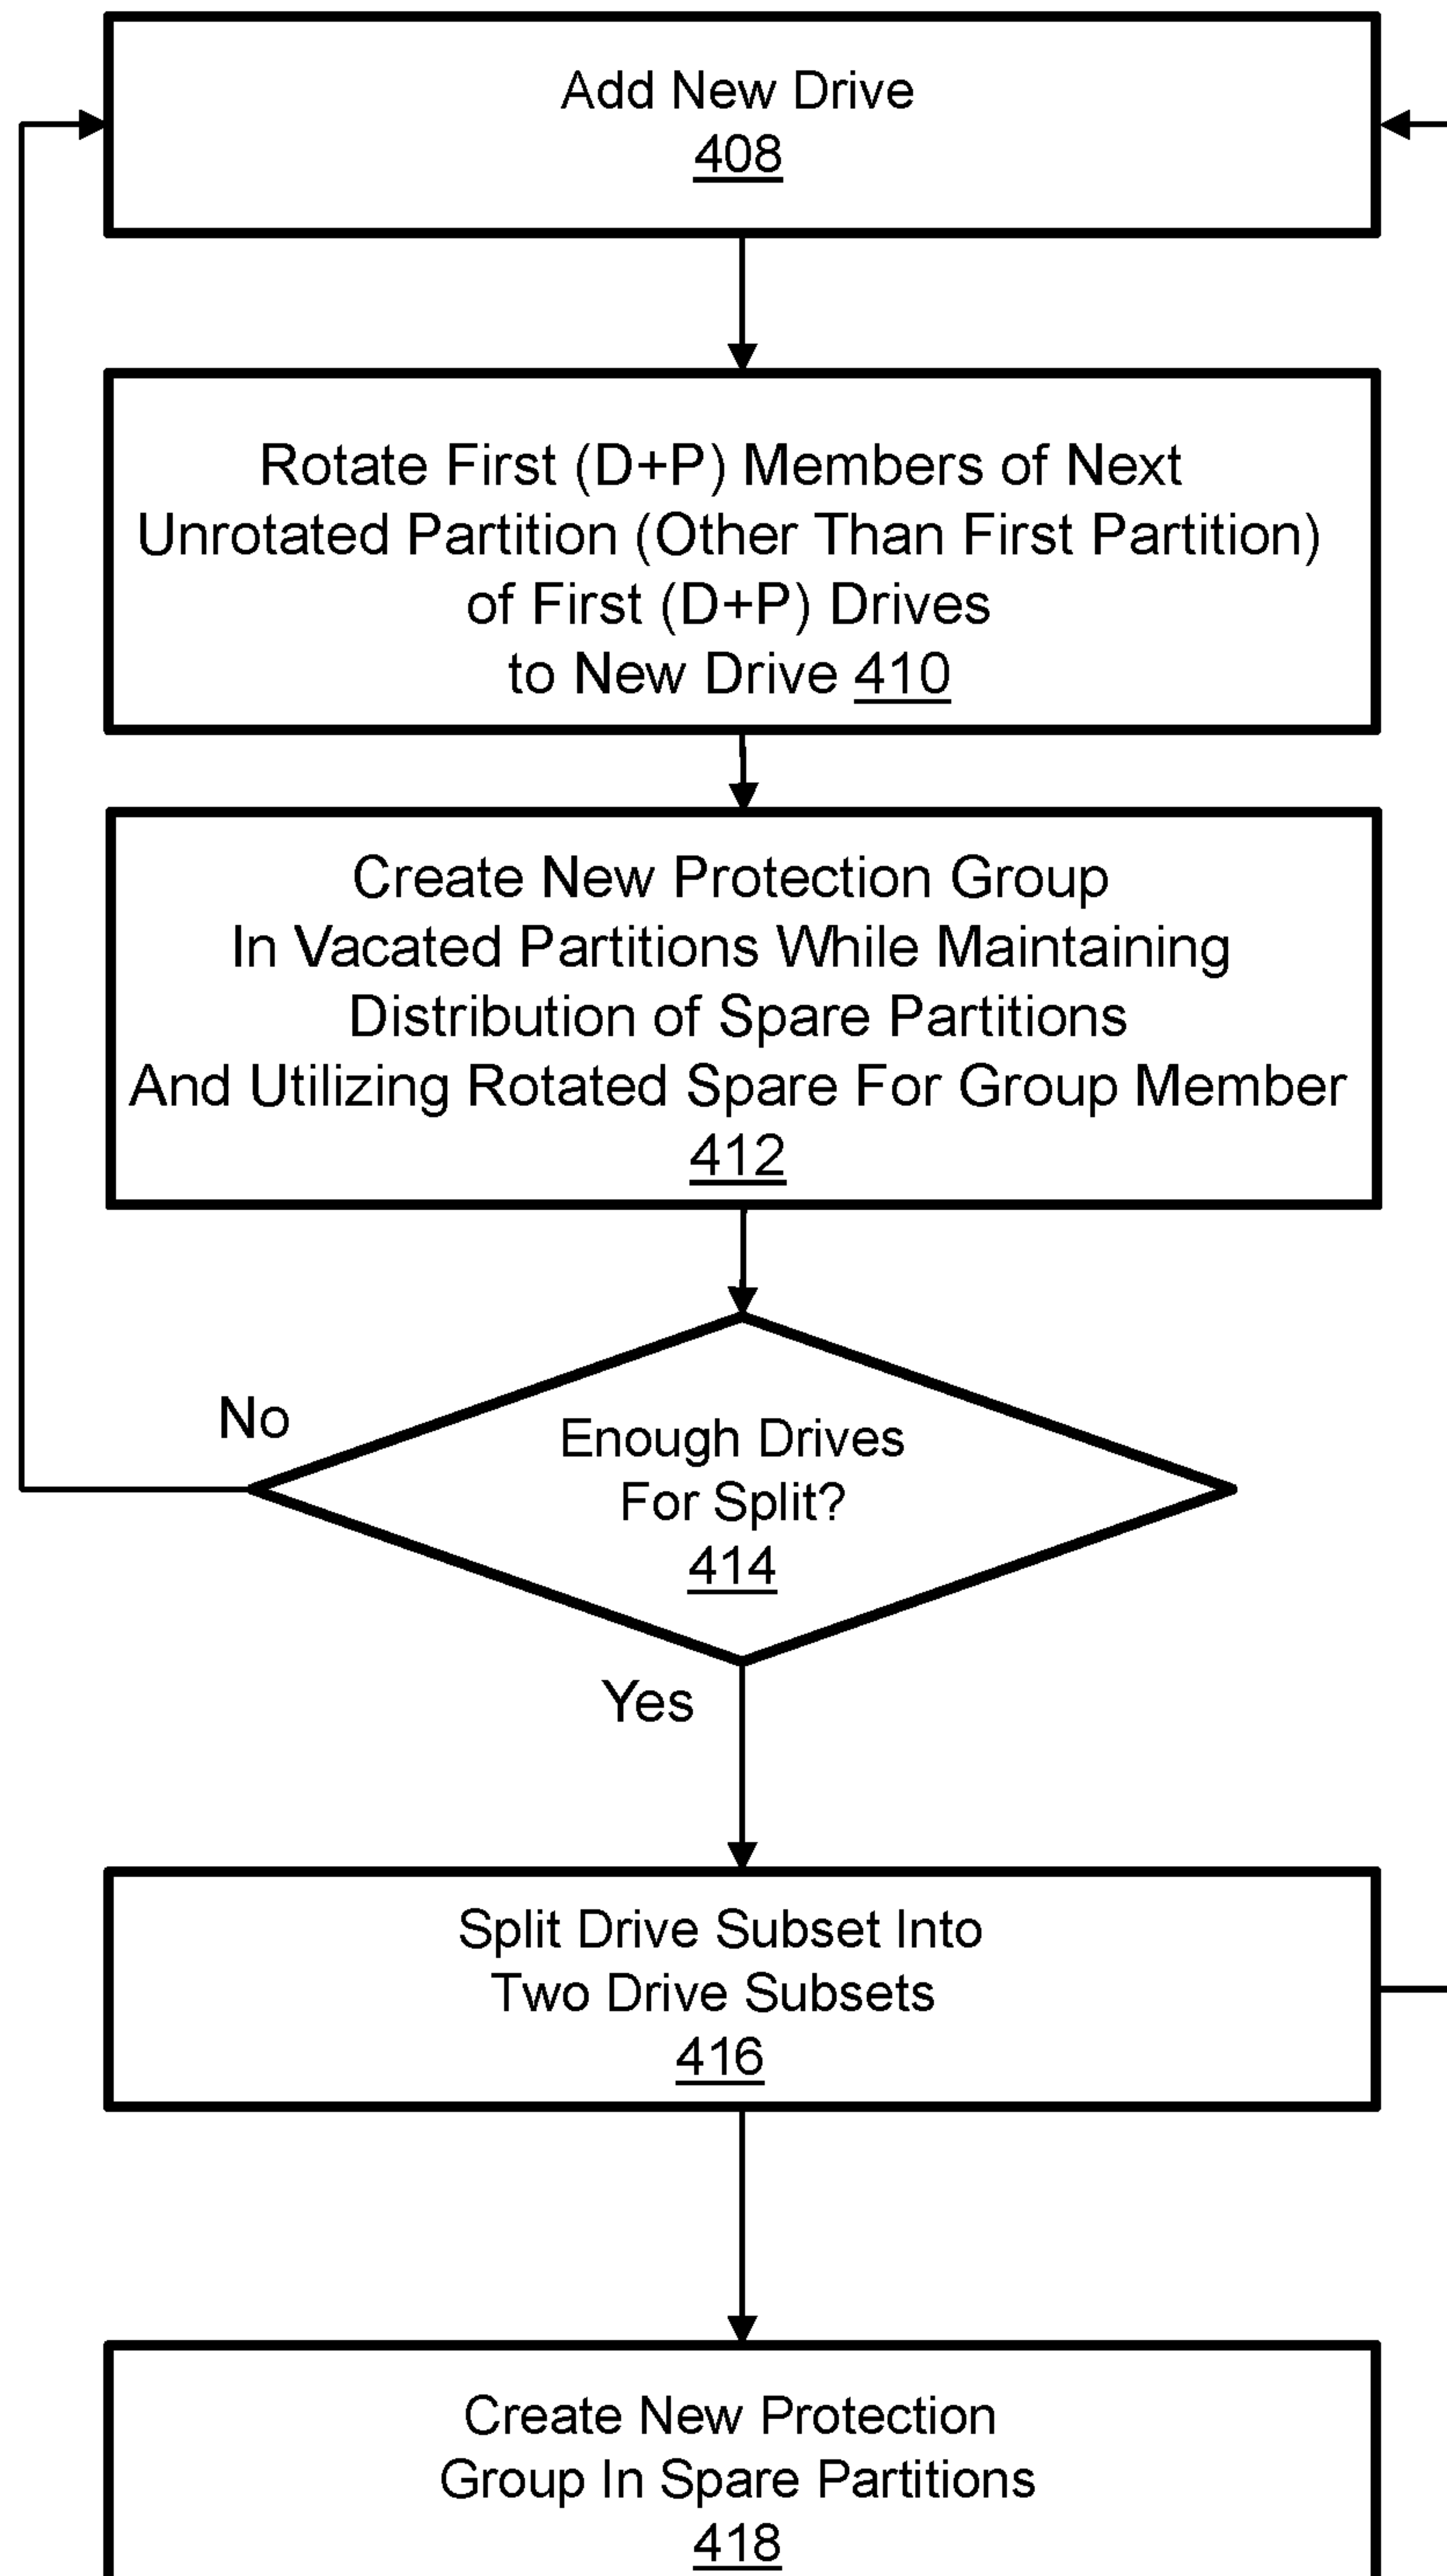 Add New Drive
408
Rotate First (D+P) Members of Next
Unrotated Partition (Other Than First Partition)
of First (D+P) Drives
to New Drive 410
Create New Protection Group
In Vacated Partitions While Maintaining
Distribution of Spare Partitions
And Utilizing Rotated Spare For Group Member
412
No
Enough Drives
For Split?
414
Yes
Split Drive Subset Into
Two Drive Subsets
416
Create New Protection
Group In Spare Partitions
418